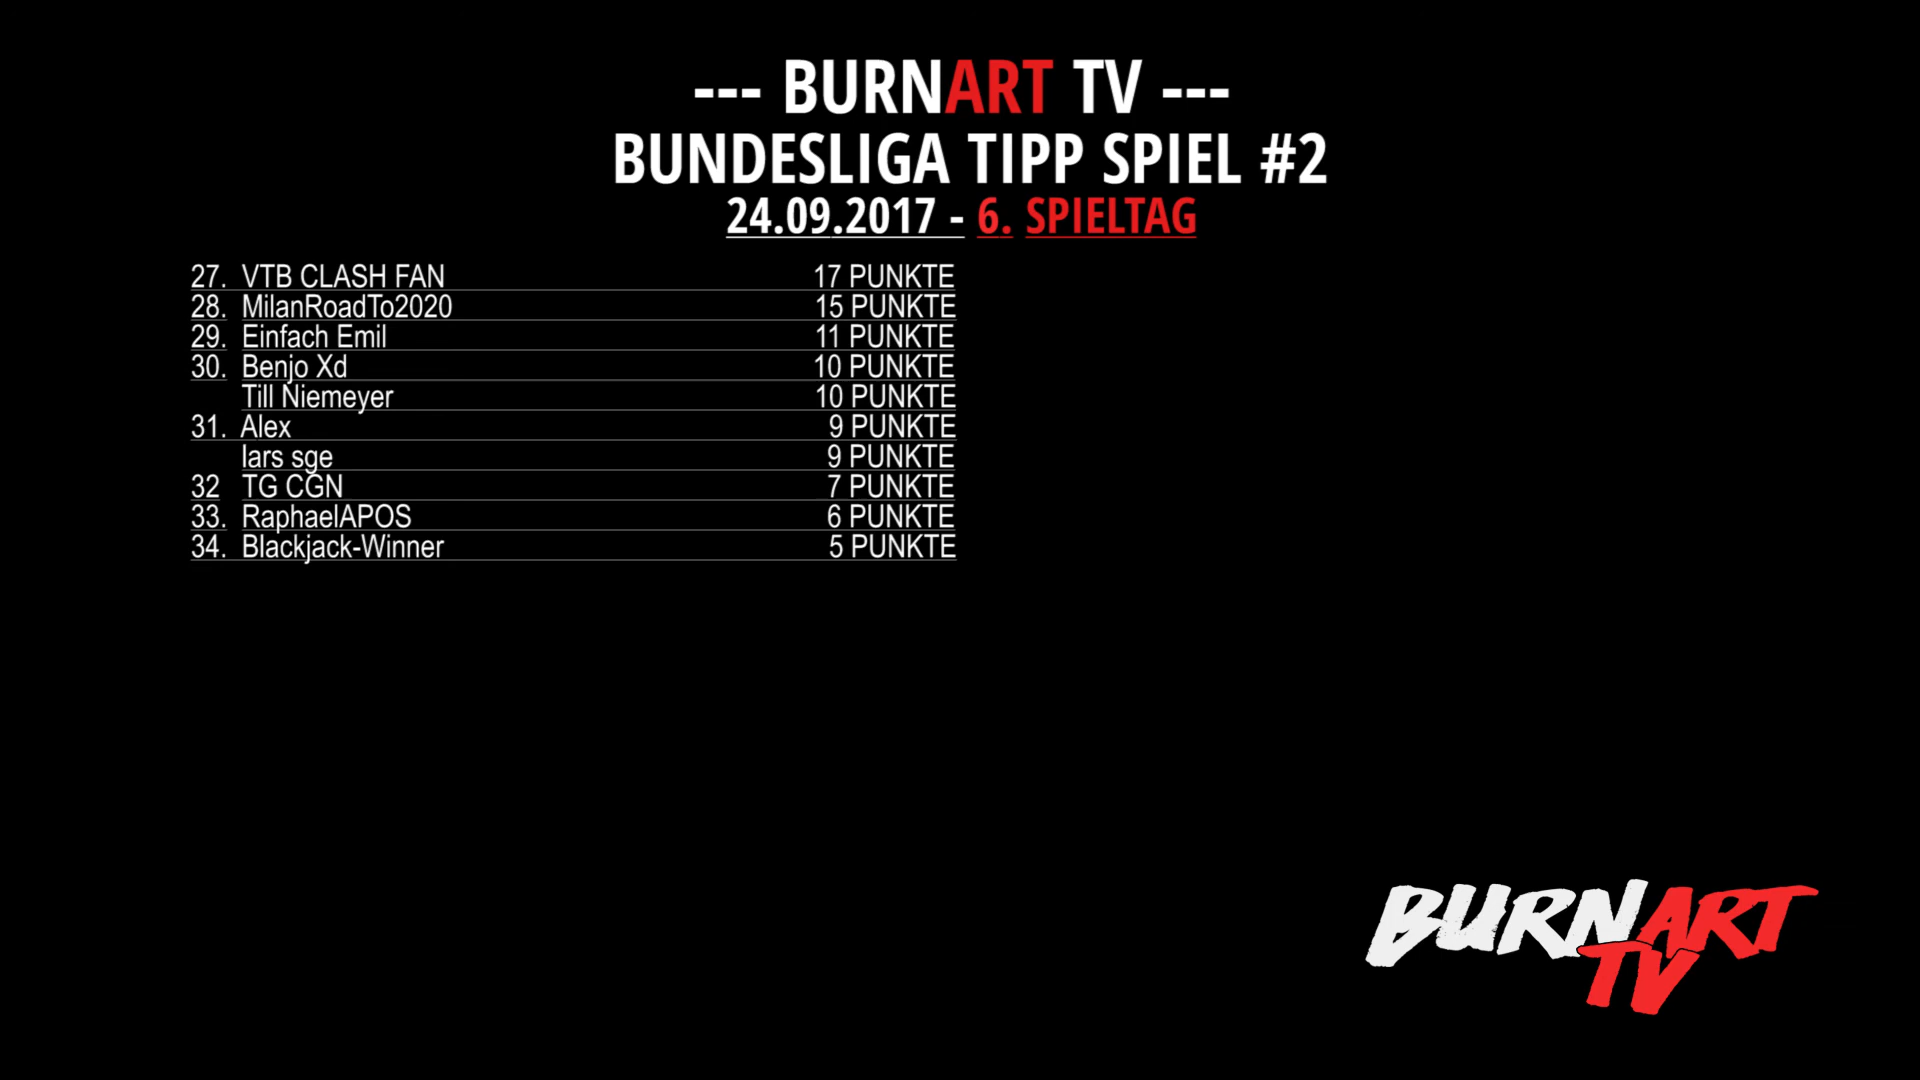 --- BURNART TV ---
BUNDESLIGA TIPP SPIEL #2
24.09.2017 - 6. SPIELTAG
27. VTB CLASH FAN 17 PUNKTE
28. MilanRoadTo2020 15 PUNKTE
29. Einfach Emil 11 PUNKTE
30. Benjo Xd 10 PUNKTE
Till Niemeyer 10 PUNKTE
31. Alex 9 PUNKTE
lars sge 9 PUNKTE
32 TG CGN 7 PUNKTE
33. RaphaelAPOS 6 PUNKTE
34. Blackjack-Winner 5 PUNKTE
BURNART
TV